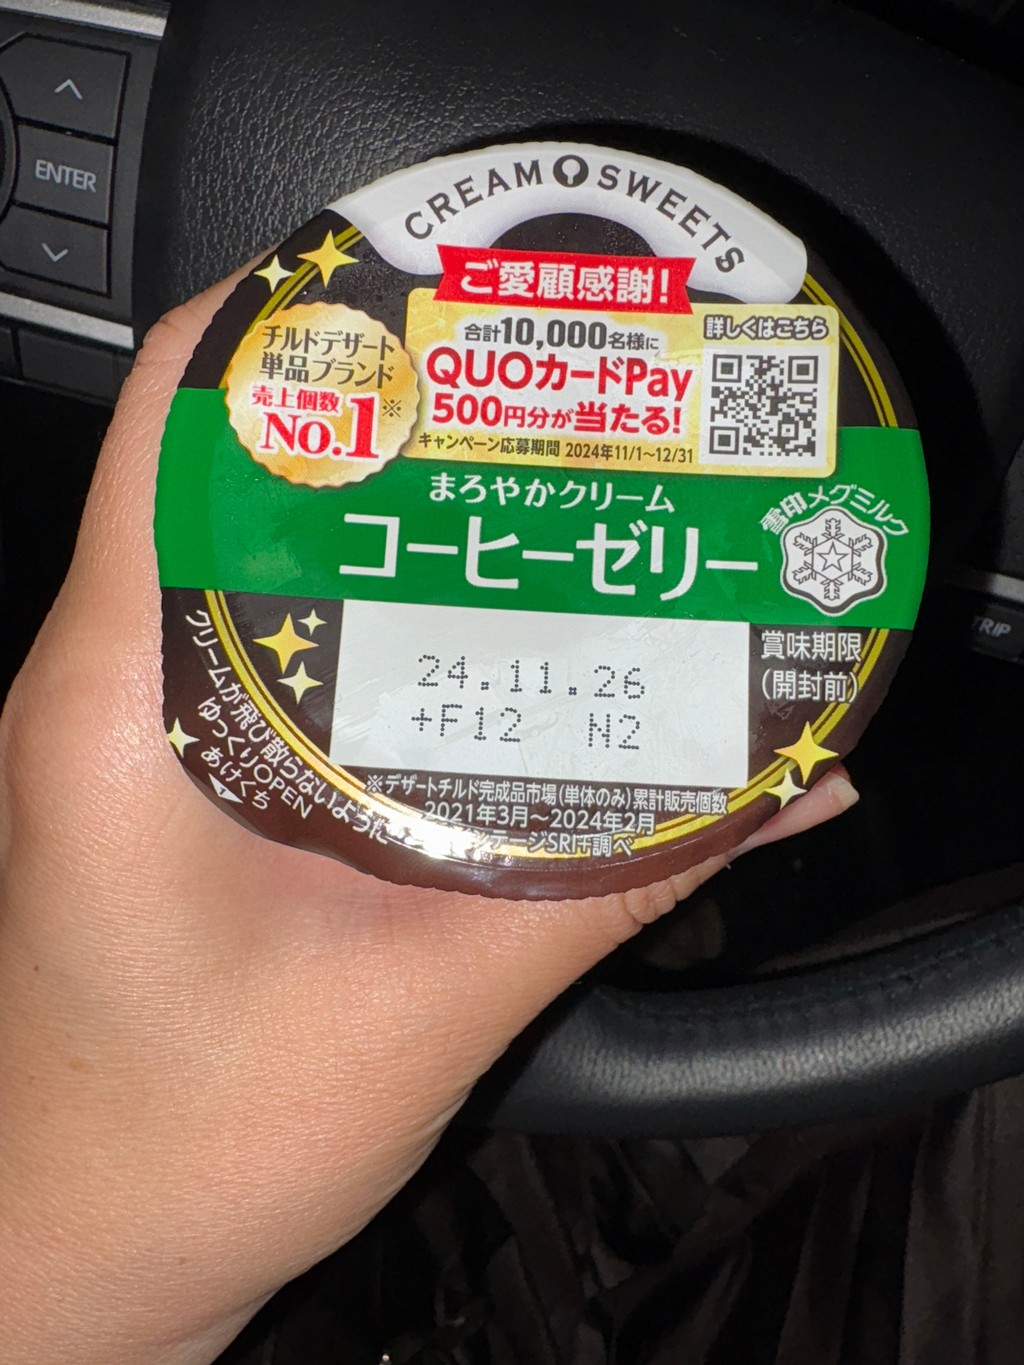 ENTER
CREAM SWEETS
ご愛顧感謝!
合計10,000名様に
QUOカードPay
500円分が当たる!
キャンペーン応募期間 2024年11/1~12/31
詳しくはこちら
チルドデザート
単品ブランド
売上個数
No.1※
まろやかクリーム
コーヒーゼリー
雪印メグミルク
賞味期限
(開封前)
24.11.26
+F12 N2
クリームが飛び散らないように
ゆっくりOPEN
あけくち
※デザートチルド完成品市場(単体のみ)累計販売個数
2021年3月~2024年2月
テージSRI+調べ
TRIP